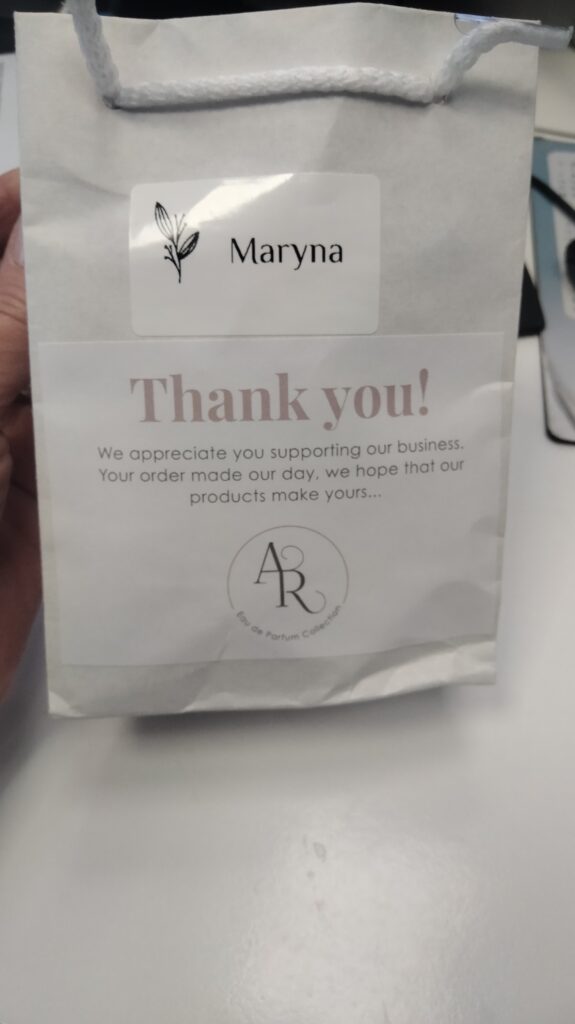 Maryna
Thank you!
We appreciate you supporting our business.
Your order made our day, we hope that our
products make yours...
AR
Eau de Parfum Collection